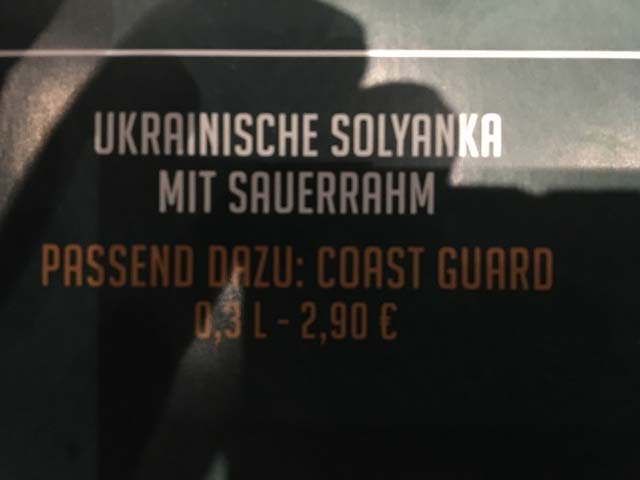 UKRAINISCHE SOLYANKA
MIT SAUERRAHM
PASSEND DAZU: COAST GUARD
0,3 L - 2,90 €